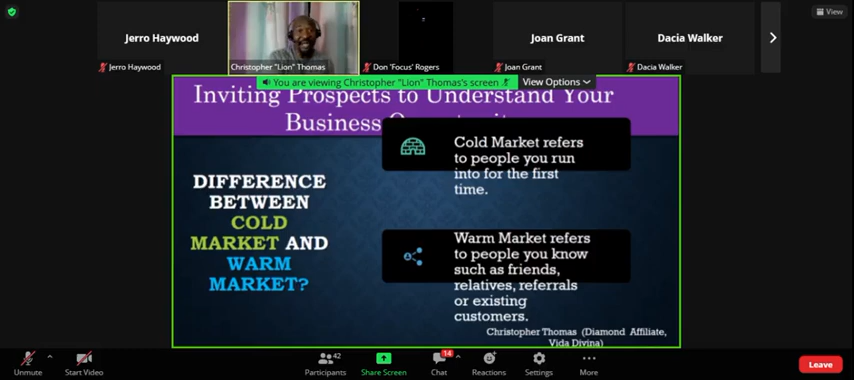 View
Jerro Haywood
Joan Grant
Dacia Walker
Jerro Haywood
Christopher "Lion" Thomas
Don 'Focus' Rogers
Joan Grant
Dacia Walker
You are viewing Christopher "Lion" Thomas's screen
View Options
Inviting Prospects to Understand Your
Business
DIFFERENCE
BETWEEN
COLD
MARKET AND
WARM
MARKET?
Cold Market refers
to people you run
into for the first
time.
Warm Market refers
to people you know
such as friends,
relatives, referrals
or existing
customers.
Christopher Thomas (Diamond Affiliate,
Vida Divina)
Unmute
Start Video
Participants
42
Share Screen
Chat
14
Reactions
Settings
More
Leave